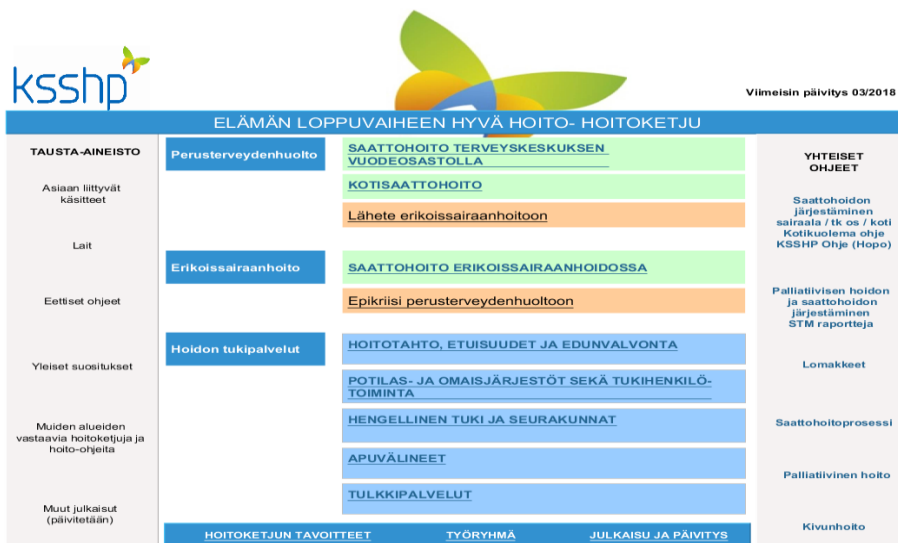 ksshp
Viimeisin päivitys 03/2018
ELÄMÄN LOPPUVAIHEEN HYVÄ HOITO- HOITOKETJU
TAUSTA-AINEISTO
Asiaan liittyvät
käsitteet
Lait
Eettiset ohjeet
Yleiset suositukset
Muiden alueiden
vastaavia hoitoketjuja ja
hoito-ohjeita
Muut julkaisut
(päivitetään)
Perusterveydenhuolto
SAATTOHOITO TERVEYSKESKUKSEN
VUODEOSASTOLLA
KOTISAATTOHOITO
Lähete erikoissairaanhoitoon
Erikoissairaanhoito
SAATTOHOITO ERIKOISSAIRAANHOIDOSSA
Epikriisi perusterveydenhuoltoon
Hoidon tukipalvelut
HOITOTAHTO, ETUISUUDET JA EDUNVALVONTA
POTILAS- JA OMAISJÄRJESTÖT SEKÄ TUKIHENKILÖ-
TOIMINTA
HENGELLINEN TUKI JA SEURAKUNNAT
APUVÄLINEET
TULKKIPALVELUT
HOITOKETJUN TAVOITTEET
TYÖRYHMÄ
JULKAISU JA PÄIVITYS
YHTEISET
OHJEET
Saattohoidon
järjestäminen
sairaala / tk os / koti
Kotikuolema ohje
KSSHP Ohje (Hopo)
Palliatiivisen hoidon
ja saattohoidon
järjestäminen
STM raportteja
Lomakkeet
Saattohoitoprosessi
Palliatiivinen hoito
Kivunhoito